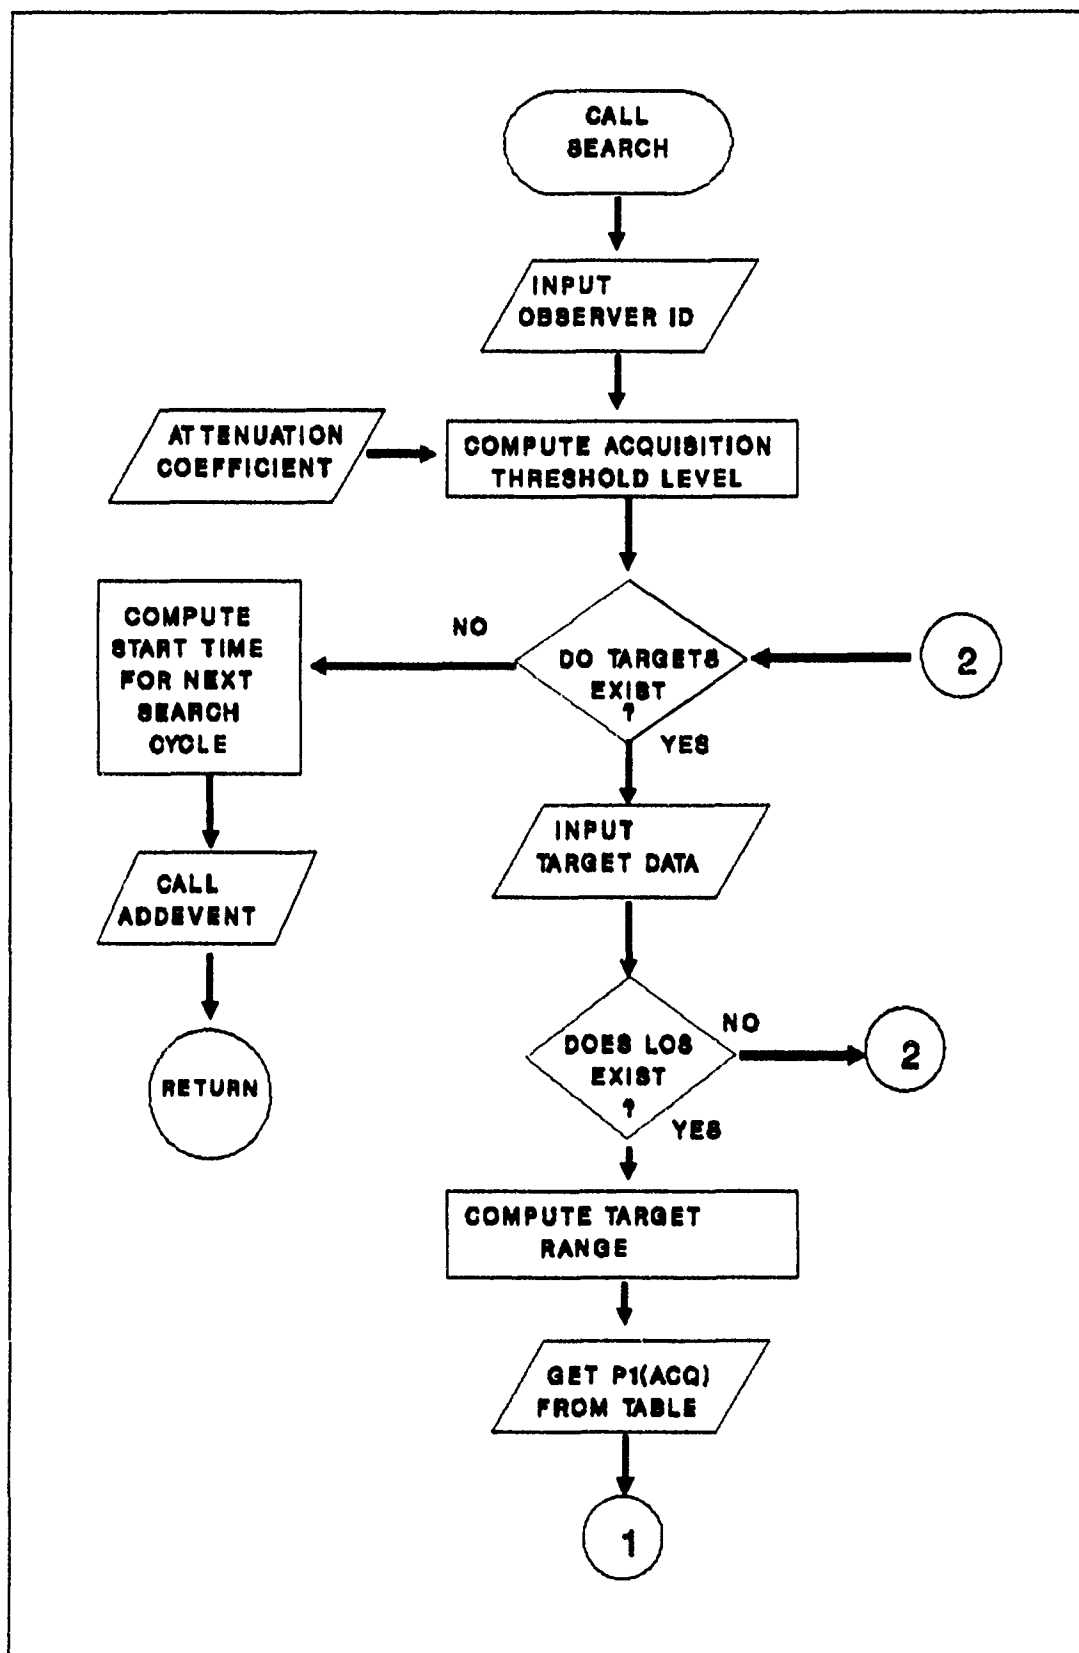 CALL
SEARCH
INPUT
OBSERVER ID
ATTENUATION
COEFFICIENT
COMPUTE ACQUISITION
THRESHOLD LEVEL
COMPUTE
START TIME
FOR NEXT
SEARCH
CYCLE
NO
DO TARGETS
EXIST
?
2
YES
CALL
ADDEVENT
INPUT
TARGET DATA
RETURN
DOES LOS
EXIST
?
NO
2
YES
COMPUTE TARGET
RANGE
GET P1(ACQ)
FROM TABLE
1